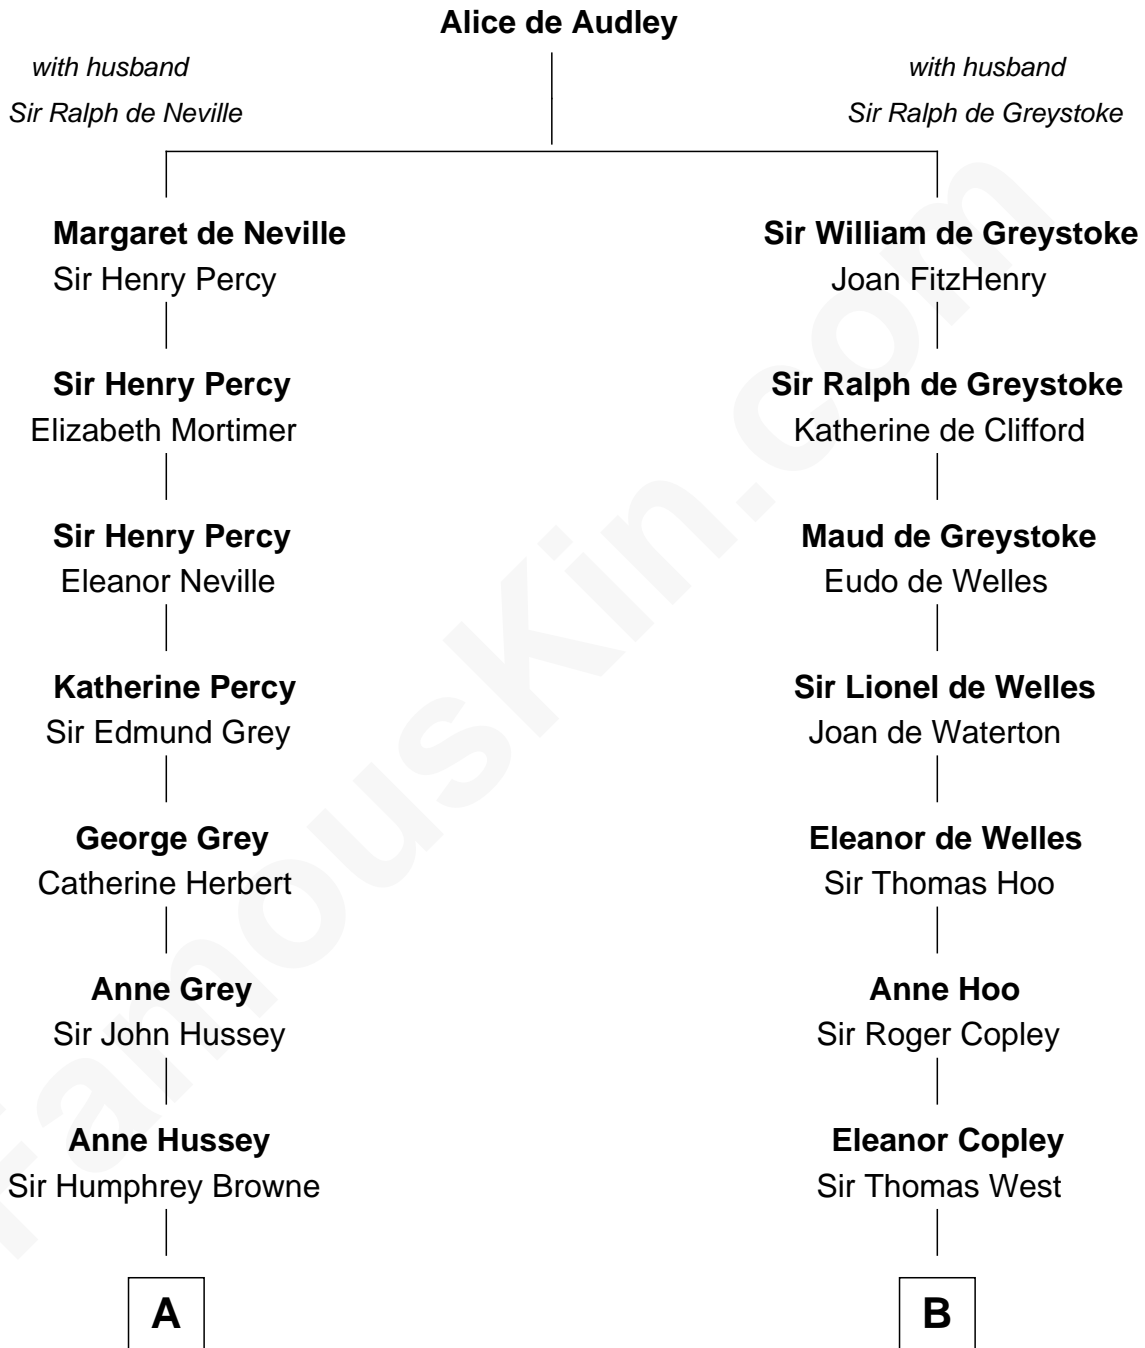 Alice de Audley
with husband
Sir Ralph de Neville
with husband
Sir Ralph de Greystoke
Margaret de Neville
Sir Henry Percy
Sir William de Greystoke
Joan FitzHenry
Sir Henry Percy
Elizabeth Mortimer
Sir Ralph de Greystoke
Katherine de Clifford
Sir Henry Percy
Eleanor Neville
Maud de Greystoke
Eudo de Welles
Katherine Percy
Sir Edmund Grey
Sir Lionel de Welles
Joan de Waterton
George Grey
Catherine Herbert
Eleanor de Welles
Sir Thomas Hoo
Anne Grey
Sir John Hussey
Anne Hoo
Sir Roger Copley
Anne Hussey
Sir Humphrey Browne
Eleanor Copley
Sir Thomas West
A
B
FamousKin.com